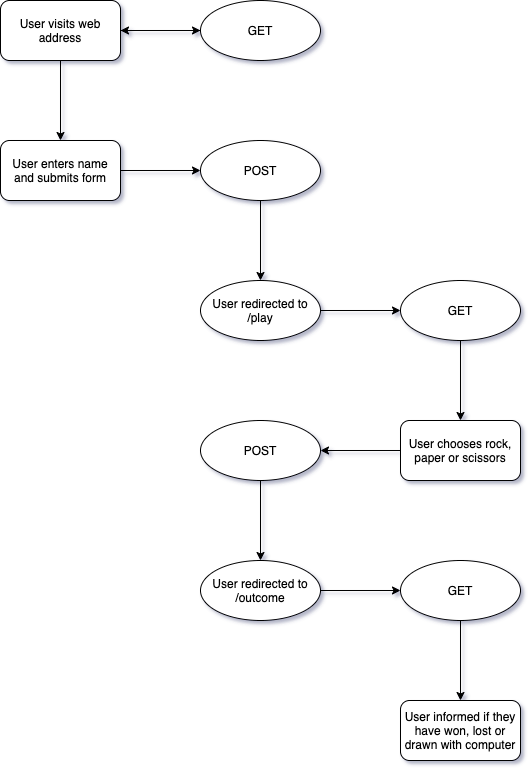 User visits web
address
GET
User enters name
and submits form
POST
User redirected to
/play
GET
User chooses rock,
paper or scissors
POST
User redirected to
/outcome
GET
User informed if they
have won, lost or
drawn with computer